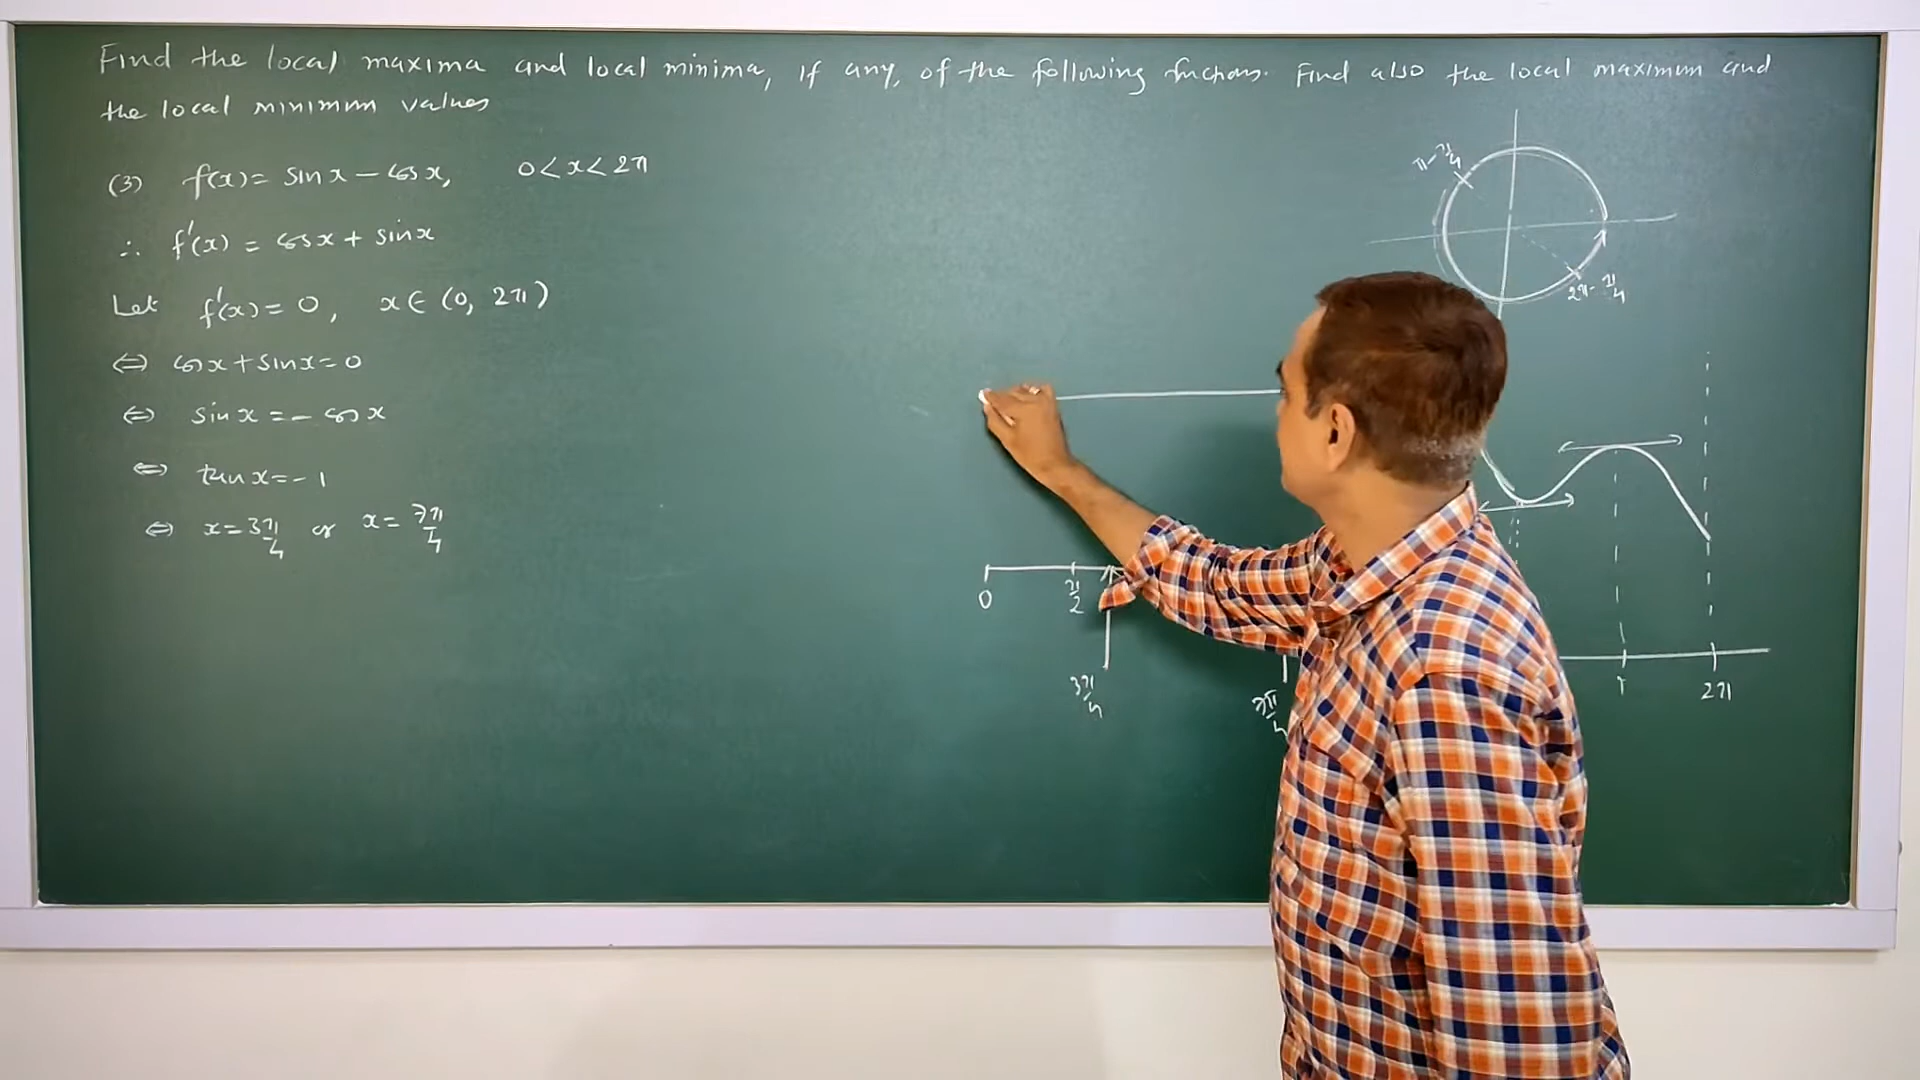 Find the local maxima and local minima, if any, of the following functions. Find also the local maximum and
the local minimum values
(3) f(x) = sin x – cos x, 0 < x < 2π
∴ f'(x) = cos x + sin x
Let f'(x) = 0, x ∈ (0, 2π)
⇔ cos x + sin x = 0
⇔ sin x = – cos x
⇔ tan x = – 1
⇔ x = 3π/4 or x = 7π/4
π – π/4
2π – π/4
0 π/2
3π/4 7π/4
2π